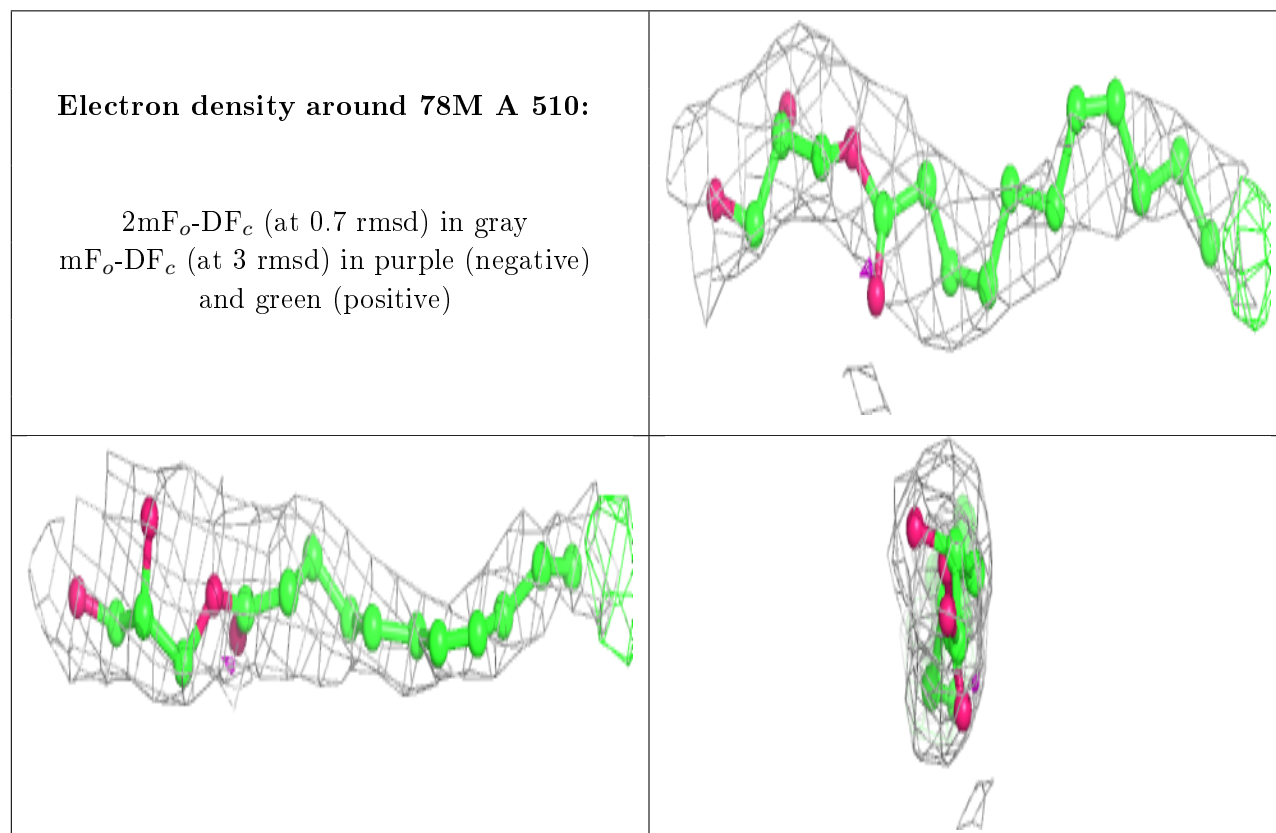 Electron density around 78M A 510:
2mFo-DFc (at 0.7 rmsd) in gray
mFo-DFc (at 3 rmsd) in purple (negative)
and green (positive)